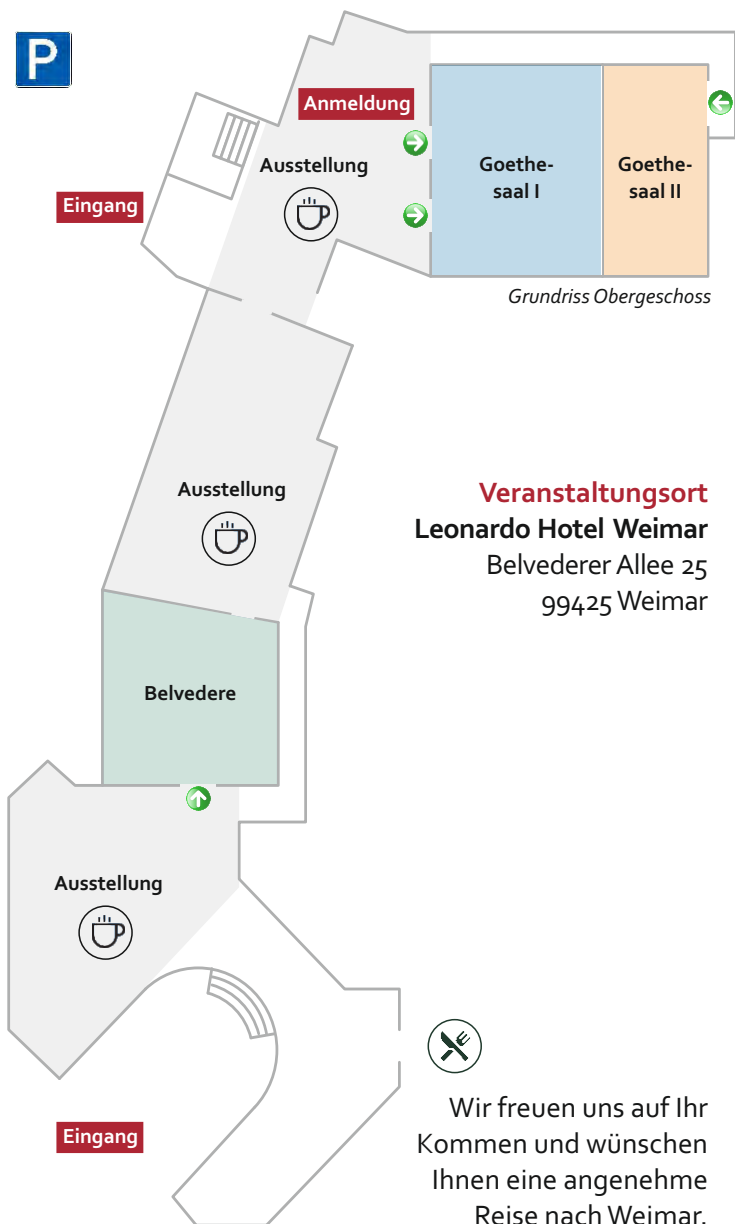 P
Anmeldung
Ausstellung
Goethe-
saal I
Goethe-
saal II
Eingang
Grundriss Obergeschoss
Ausstellung
Veranstaltungsort
Leonardo Hotel Weimar
Belvederer Allee 25
99425 Weimar
Belvedere
Ausstellung
Eingang
Wir freuen uns auf Ihr
Kommen und wünschen
Ihnen eine angenehme
Reise nach Weimar.